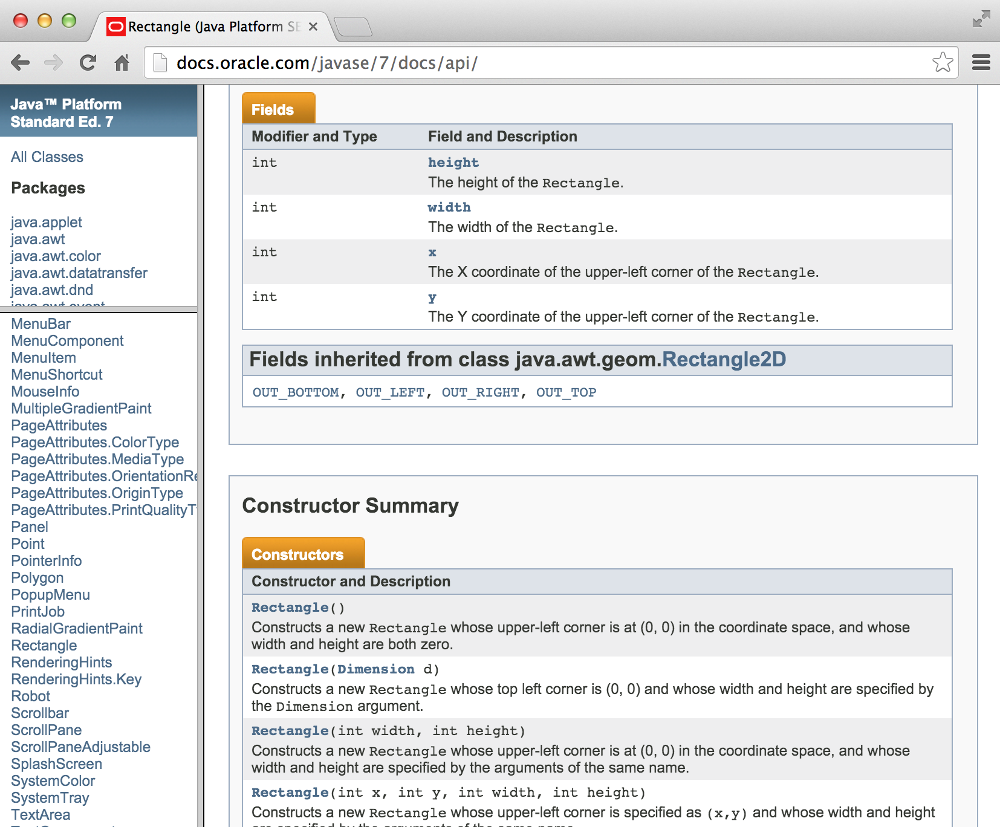 Rectangle (Java Platform SE
docs.oracle.com/javase/7/docs/api/
Java™ Platform
Standard Ed. 7
All Classes
Packages
java.applet
java.awt
java.awt.color
java.awt.datatransfer
java.awt.dnd
java.awt.event
MenuBar
MenuComponent
MenuItem
MenuShortcut
MouseInfo
MultipleGradientPaint
PageAttributes
PageAttributes.ColorType
PageAttributes.MediaType
PageAttributes.OrientationRe
PageAttributes.OriginType
PageAttributes.PrintQualityT
Panel
Point
PointerInfo
Polygon
PopupMenu
PrintJob
RadialGradientPaint
Rectangle
RenderingHints
RenderingHints.Key
Robot
Scrollbar
ScrollPane
ScrollPaneAdjustable
SplashScreen
SystemColor
SystemTray
TextArea
Fields
Modifier and Type Field and Description
int height
The height of the Rectangle.
int width
The width of the Rectangle.
int x
The X coordinate of the upper-left corner of the Rectangle.
int y
The Y coordinate of the upper-left corner of the Rectangle.
Fields inherited from class java.awt.geom.Rectangle2D
OUT_BOTTOM, OUT_LEFT, OUT_RIGHT, OUT_TOP
Constructor Summary
Constructors
Constructor and Description
Rectangle()
Constructs a new Rectangle whose upper-left corner is at (0, 0) in the coordinate space, and whose
width and height are both zero.
Rectangle(Dimension d)
Constructs a new Rectangle whose top left corner is (0, 0) and whose width and height are specified by
the Dimension argument.
Rectangle(int width, int height)
Constructs a new Rectangle whose upper-left corner is at (0, 0) in the coordinate space, and whose
width and height are specified by the arguments of the same name.
Rectangle(int x, int y, int width, int height)
Constructs a new Rectangle whose upper-left corner is specified as (x,y) and whose width and height
are specified by the arguments of the same name.